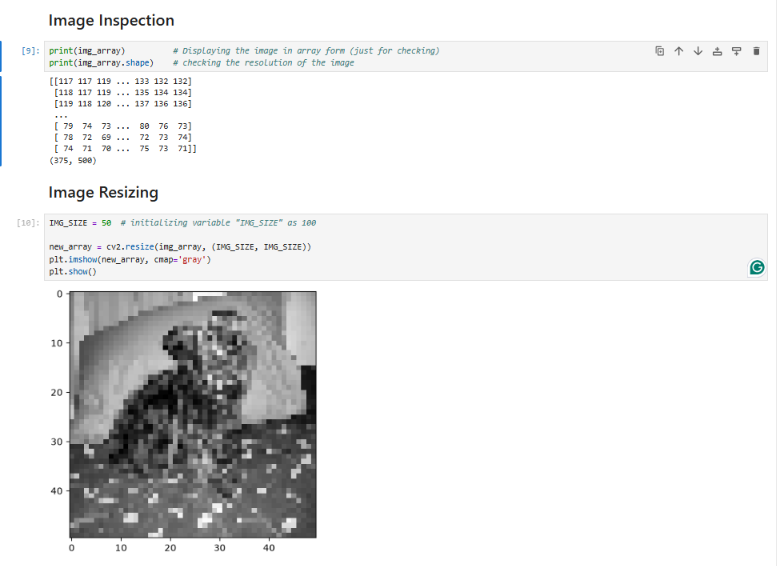 Image Inspection
[9]: print(img_array) # Displaying the image in array form (just for checking)
print(img_array.shape) # checking the resolution of the image
[[117 117 119 ... 133 132 132]
[118 117 119 ... 135 134 134]
[119 118 120 ... 137 136 136]
...
[ 79 74 73 ... 80 76 73]
[ 78 72 69 ... 72 73 74]
[ 74 71 70 ... 75 73 71]]
(375, 500)
Image Resizing
[10]: IMG_SIZE = 50 # initializing variable "IMG_SIZE" as 100
new_array = cv2.resize(img_array, (IMG_SIZE, IMG_SIZE))
plt.imshow(new_array, cmap='gray')
plt.show()
0
10
20
30
40
0 10 20 30 40